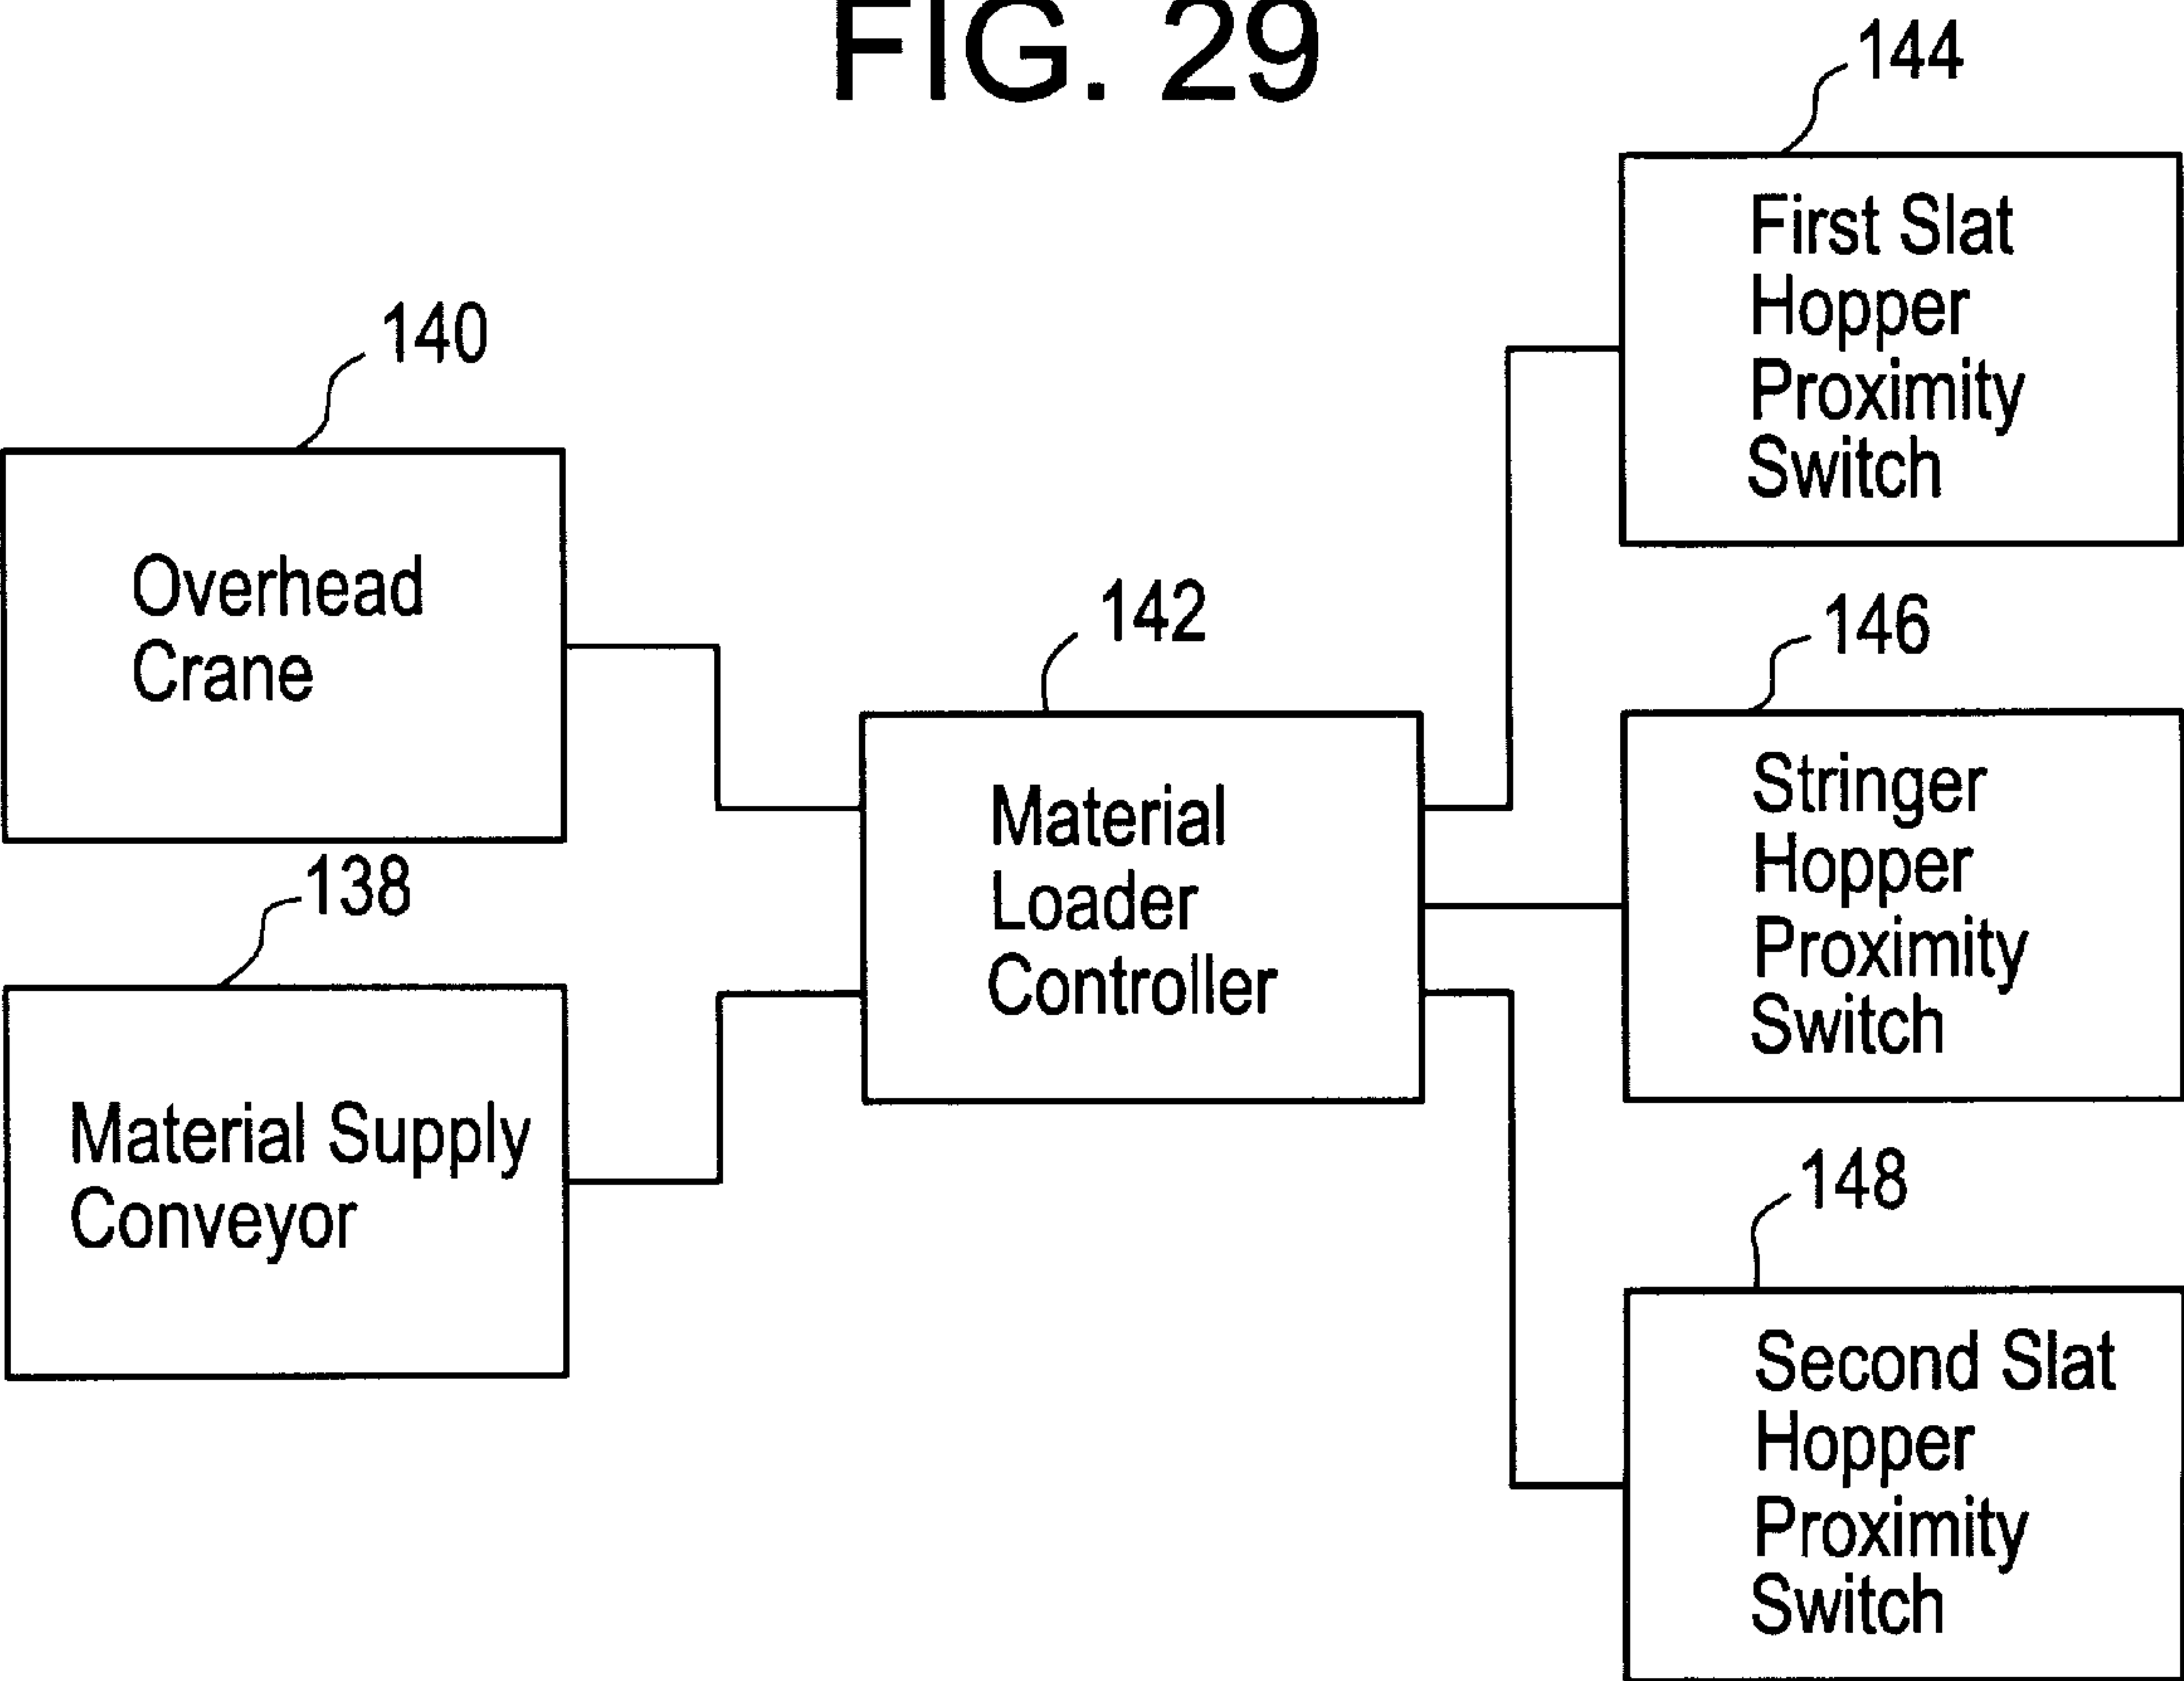 FIG. 29
144
First Slat
Hopper
Proximity
Switch
140
Overhead
Crane
142
Material
Loader
Controller
146
Stringer
Hopper
Proximity
Switch
138
Material Supply
Conveyor
148
Second Slat
Hopper
Proximity
Switch